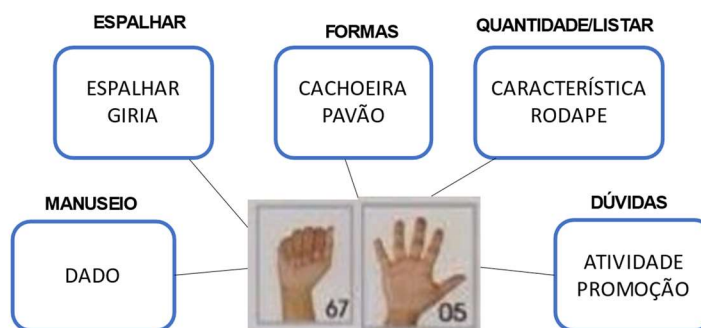 ESPALHAR
FORMAS
QUANTIDADE/LISTAR
ESPALHAR
GIRIA
CACHOEIRA
PAVÃO
CARACTERÍSTICA
RODAPE
MANUSEIO
DÚVIDAS
DADO
ATIVIDADE
PROMOÇÃO
67
05